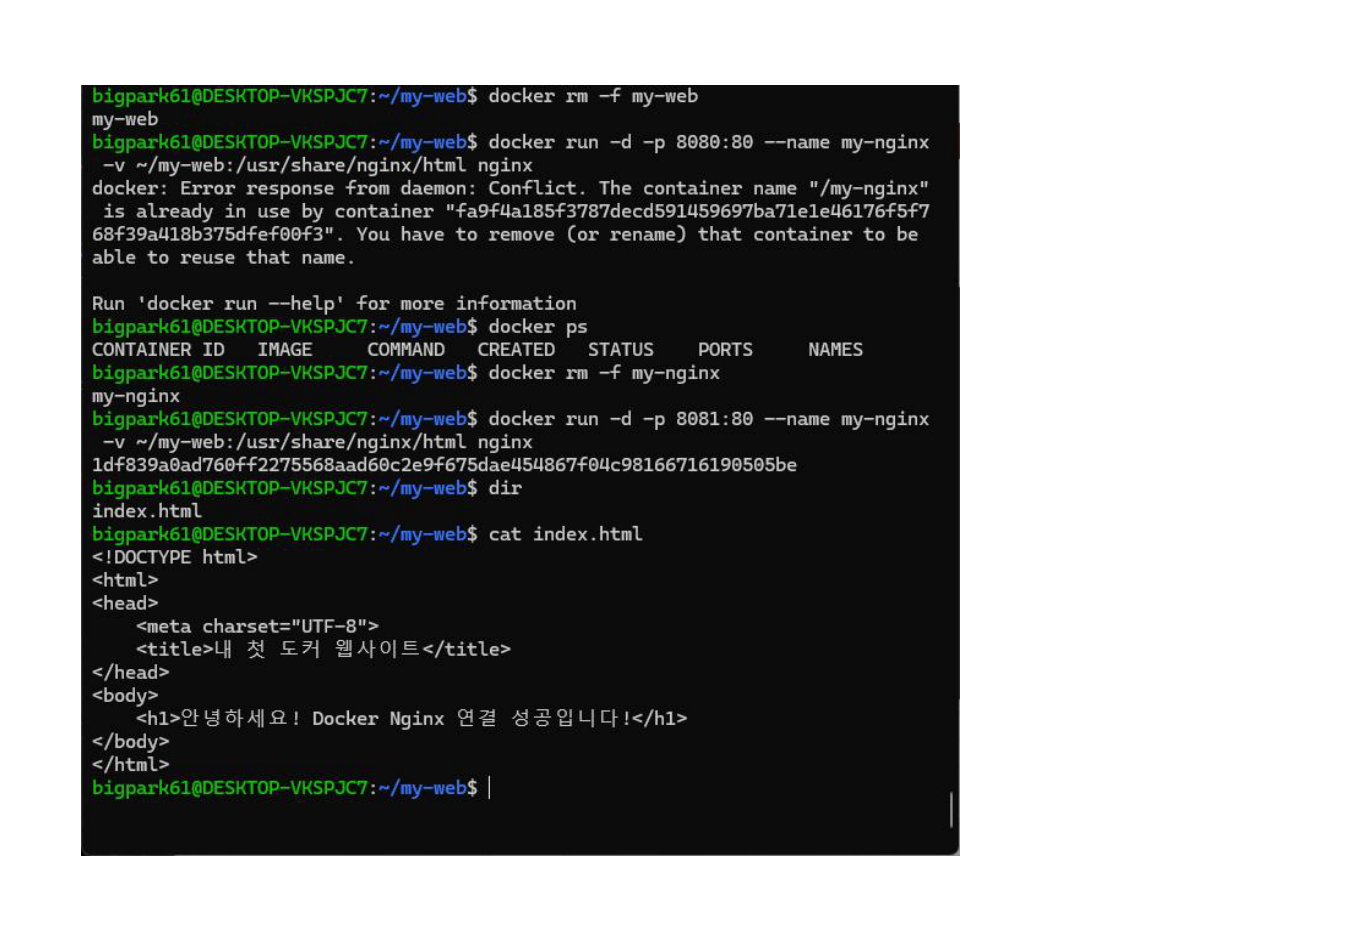 bigpark61@DESKTOP-VKSPJC7:~/my-web$ docker rm -f my-web
my-web
bigpark61@DESKTOP-VKSPJC7:~/my-web$ docker run -d -p 8080:80 --name my-nginx
 -v ~/my-web:/usr/share/nginx/html nginx
docker: Error response from daemon: Conflict. The container name "/my-nginx"
 is already in use by container "fa9f4a185f3787decd591459697ba71e1e46176f5f7
68f39a418b375dfef00f3". You have to remove (or rename) that container to be
able to reuse that name.

Run 'docker run --help' for more information
bigpark61@DESKTOP-VKSPJC7:~/my-web$ docker ps
CONTAINER ID   IMAGE     COMMAND   CREATED   STATUS    PORTS     NAMES
bigpark61@DESKTOP-VKSPJC7:~/my-web$ docker rm -f my-nginx
my-nginx
bigpark61@DESKTOP-VKSPJC7:~/my-web$ docker run -d -p 8081:80 --name my-nginx
 -v ~/my-web:/usr/share/nginx/html nginx
1df839a0ad760ff2275568aad60c2e9f675dae454867f04c98166716190505be
bigpark61@DESKTOP-VKSPJC7:~/my-web$ dir
index.html
bigpark61@DESKTOP-VKSPJC7:~/my-web$ cat index.html
<!DOCTYPE html>
<html>
<head>
    <meta charset="UTF-8">
    <title>내 첫 도커 웹사이트</title>
</head>
<body>
    <h1>안녕하세요! Docker Nginx 연결 성공입니다!</h1>
</body>
</html>
bigpark61@DESKTOP-VKSPJC7:~/my-web$